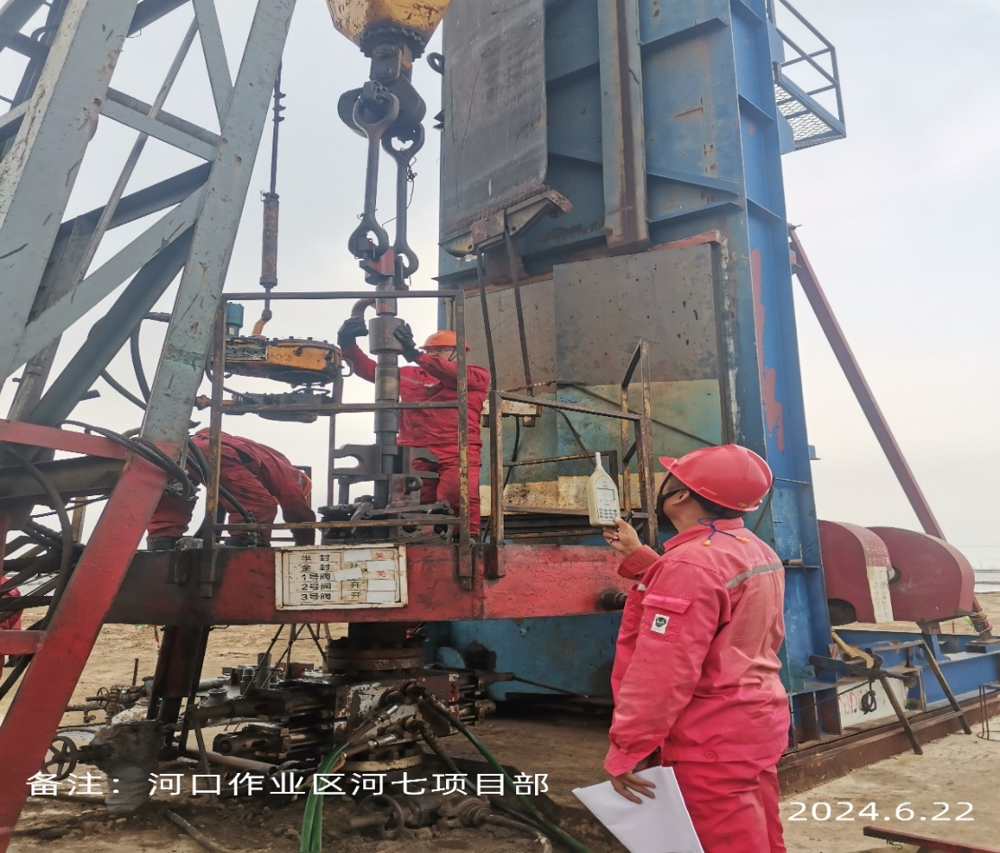 半封 关
全封 开
1号阀 关
2号阀 开
3号阀 开
备注：河口作业区河七项目部
2024.6.22